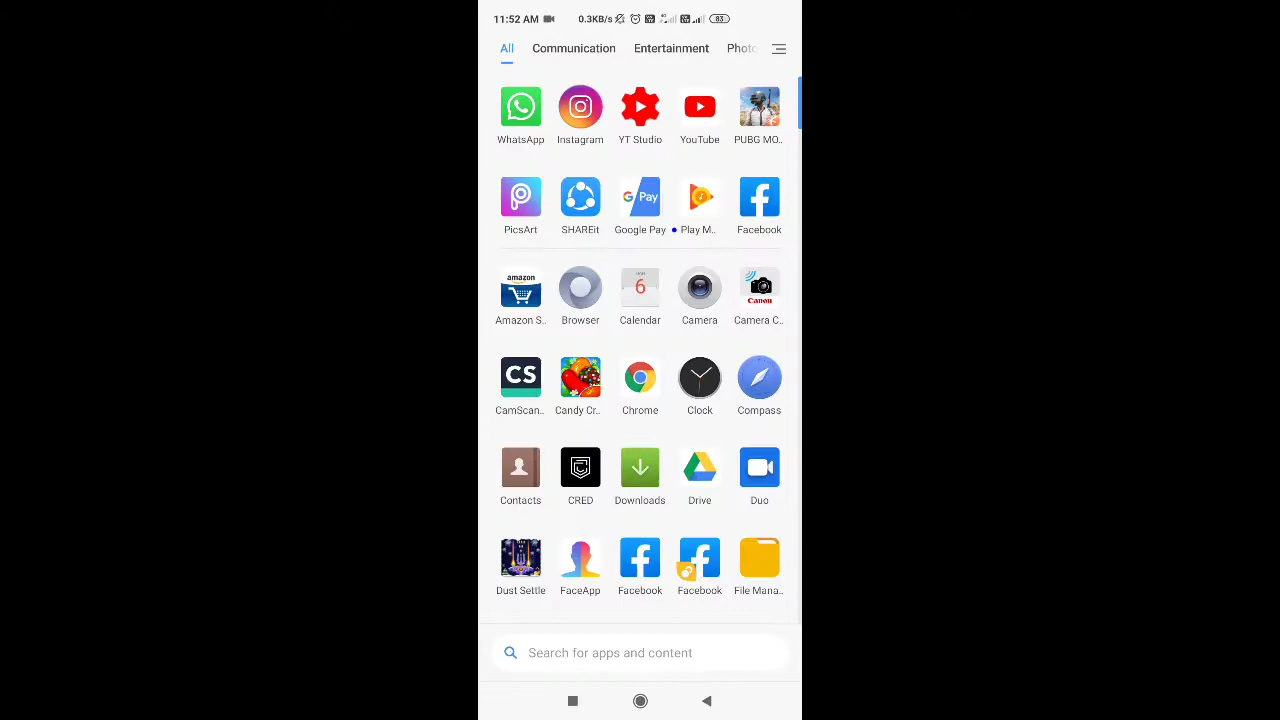 11:52 AM 0.3KB/s 83
All Communication Entertainment Photo
WhatsApp Instagram YT Studio YouTube PUBG MO..
PicsArt SHAREit Google Pay Play M.. Facebook
Amazon S.. Browser Calendar Camera Camera C..
CamScan.. Candy Cr.. Chrome Clock Compass
Contacts CRED Downloads Drive Duo
Dust Settle FaceApp Facebook Facebook File Mana..
Search for apps and content
G Pay
amazon
6
Canon
CS